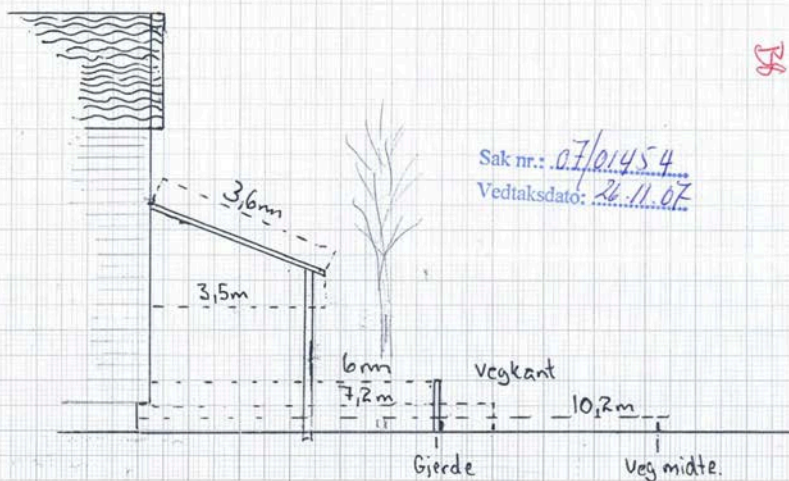 B8
Sak nr.: 07/01454
Vedtaksdato: 26.11.07
3,6m
3,5m
6m
vegkant
7,2m
10,2m
Gjerde
Veg midte.